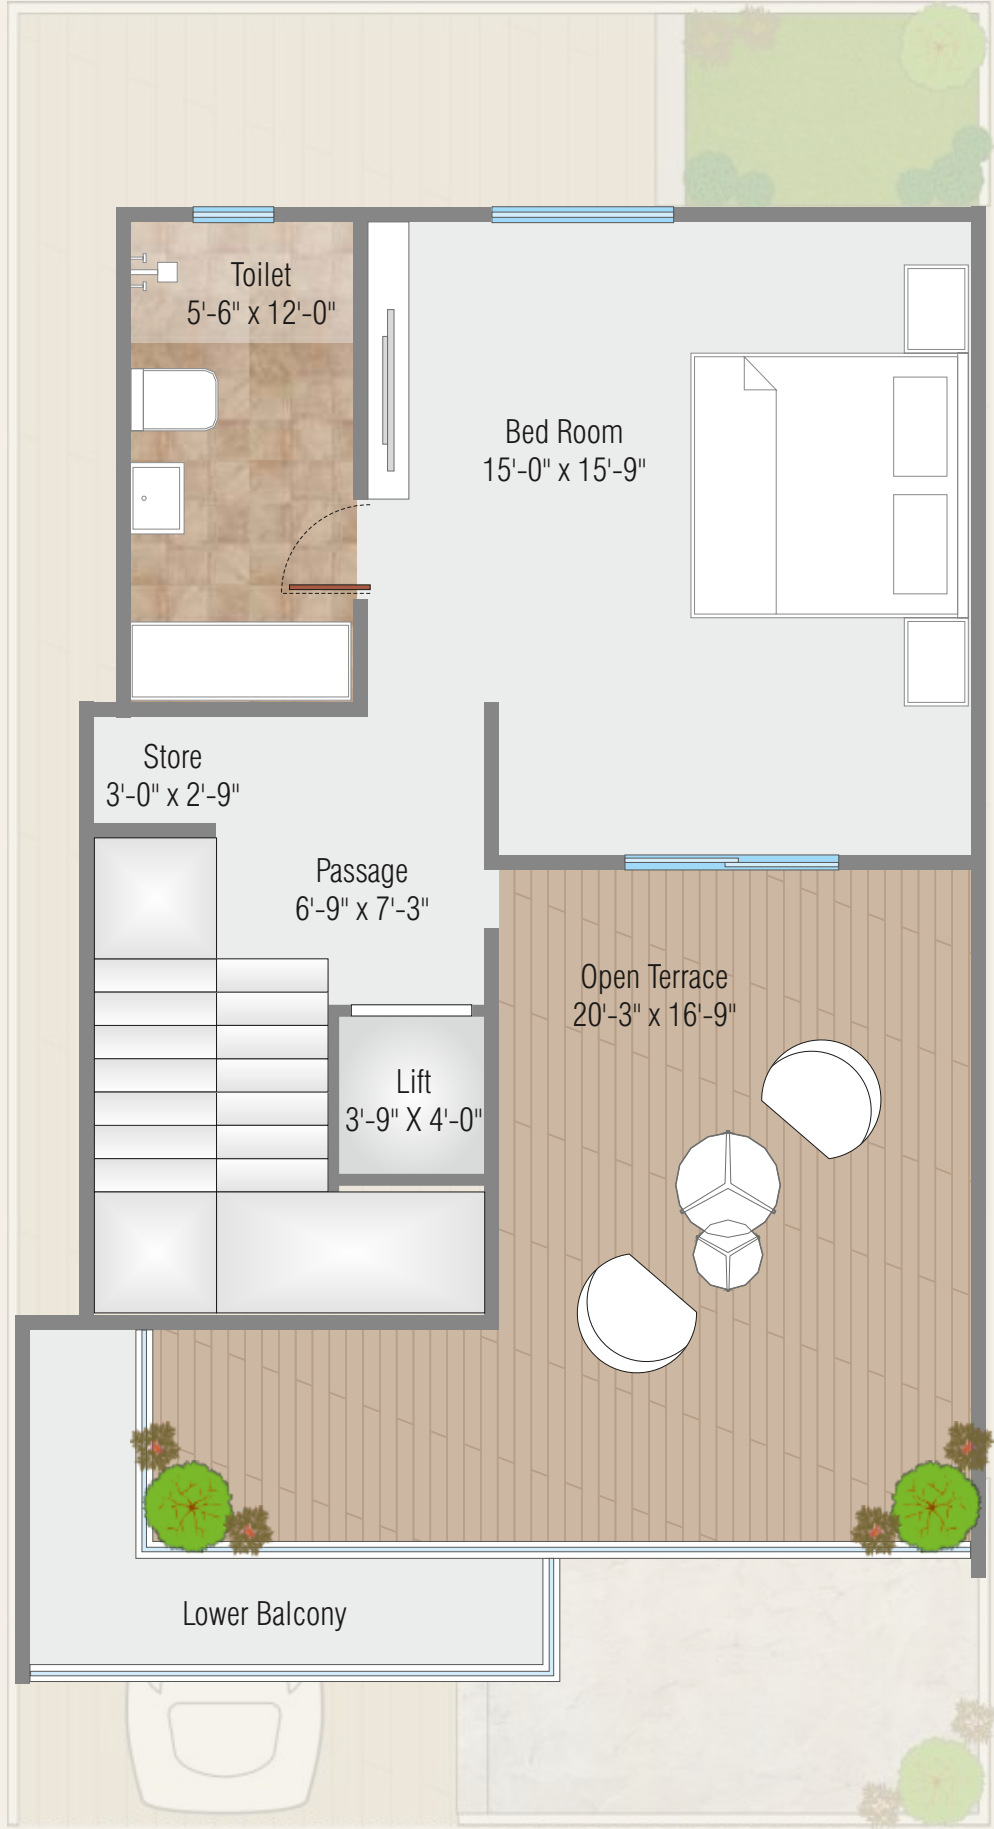 Toilet
5'-6" x 12'-0"
Bed Room
15'-0" x 15'-9"
Store
3'-0" x 2'-9"
Passage
6'-9" x 7'-3"
Open Terrace
20'-3" x 16'-9"
Lift
3'-9" X 4'-0"
Lower Balcony